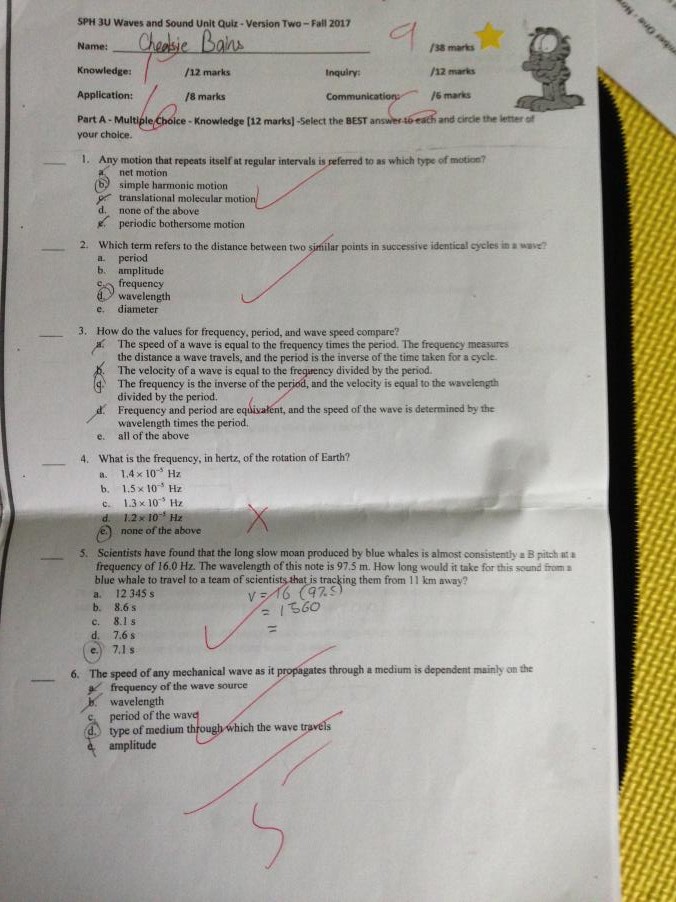 SPH 3U Waves and Sound Unit Quiz - Version Two – Fall 2017
Name: Bains 9 /38 marks
Knowledge: /12 marks Inquiry: /12 marks
Application: /8 marks Communication: /6 marks
Part A - Multiple Choice - Knowledge [12 marks] -Select the BEST answer to each and circle the letter of
your choice.
1. Any motion that repeats itself at regular intervals is referred to as which type of motion?
a. net motion
b. simple harmonic motion
c. translational molecular motion
d. none of the above
e. periodic bothersome motion
2. Which term refers to the distance between two similar points in successive identical cycles in a wave?
a. period
b. amplitude
c. frequency
d. wavelength
e. diameter
3. How do the values for frequency, period, and wave speed compare?
a. The speed of a wave is equal to the frequency times the period. The frequency measures
the distance a wave travels, and the period is the inverse of the time taken for a cycle.
b. The velocity of a wave is equal to the frequency divided by the period.
c. The frequency is the inverse of the period, and the velocity is equal to the wavelength
divided by the period.
d. Frequency and period are equivalent, and the speed of the wave is determined by the
wavelength times the period.
e. all of the above
4. What is the frequency, in hertz, of the rotation of Earth?
a. 1.4 × 10⁻⁵ Hz
b. 1.5 × 10⁻⁵ Hz
c. 1.3 × 10⁻⁵ Hz
d. 1.2 × 10⁻⁵ Hz
e. none of the above
5. Scientists have found that the long slow moan produced by blue whales is almost consistently a B pitch at a
frequency of 16.0 Hz. The wavelength of this note is 97.5 m. How long would it take for this sound from a
blue whale to travel to a team of scientists that is tracking them from 11 km away?
a. 12 345 s V = 16 (97.5)
b. 8.6 s = 1560
c. 8.1 s =
d. 7.6 s
e. 7.1 s
6. The speed of any mechanical wave as it propagates through a medium is dependent mainly on the
a. frequency of the wave source
b. wavelength
c. period of the wave
d. type of medium through which the wave travels
e. amplitude
5